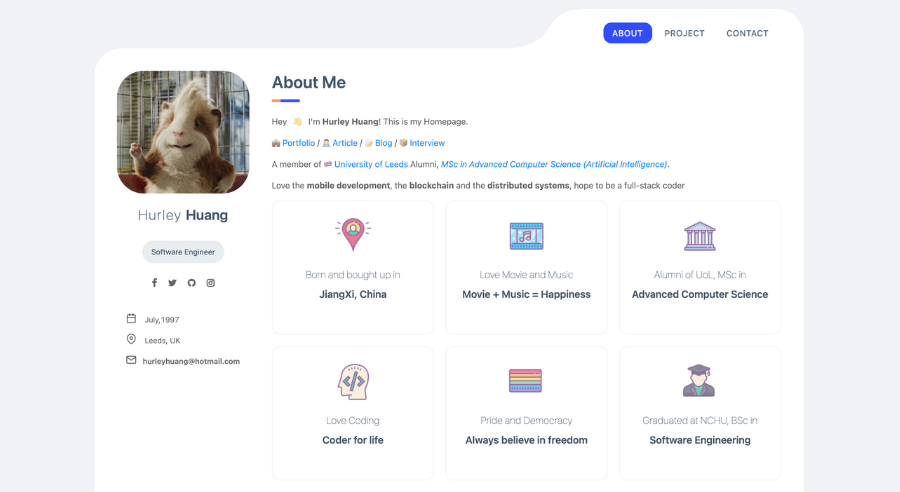 ABOUT PROJECT CONTACT
Hurley Huang
Software Engineer
July,1997
Leeds, UK
hurleyhuang@hotmail.com
About Me
Hey 👋 I'm Hurley Huang! This is my Homepage.
Portfolio / Article / Blog / Interview
A member of University of Leeds Alumni, MSc in Advanced Computer Science (Artificial Intelligence).
Love the mobile development, the blockchain and the distributed systems, hope to be a full-stack coder
Born and bought up in
JiangXi, China
Love Movie and Music
Movie + Music = Happiness
Alumni of UoL, MSc in
Advanced Computer Science
Love Coding
Coder for life
Pride and Democracy
Always believe in freedom
Graduated at NCHU, BSc in
Software Engineering